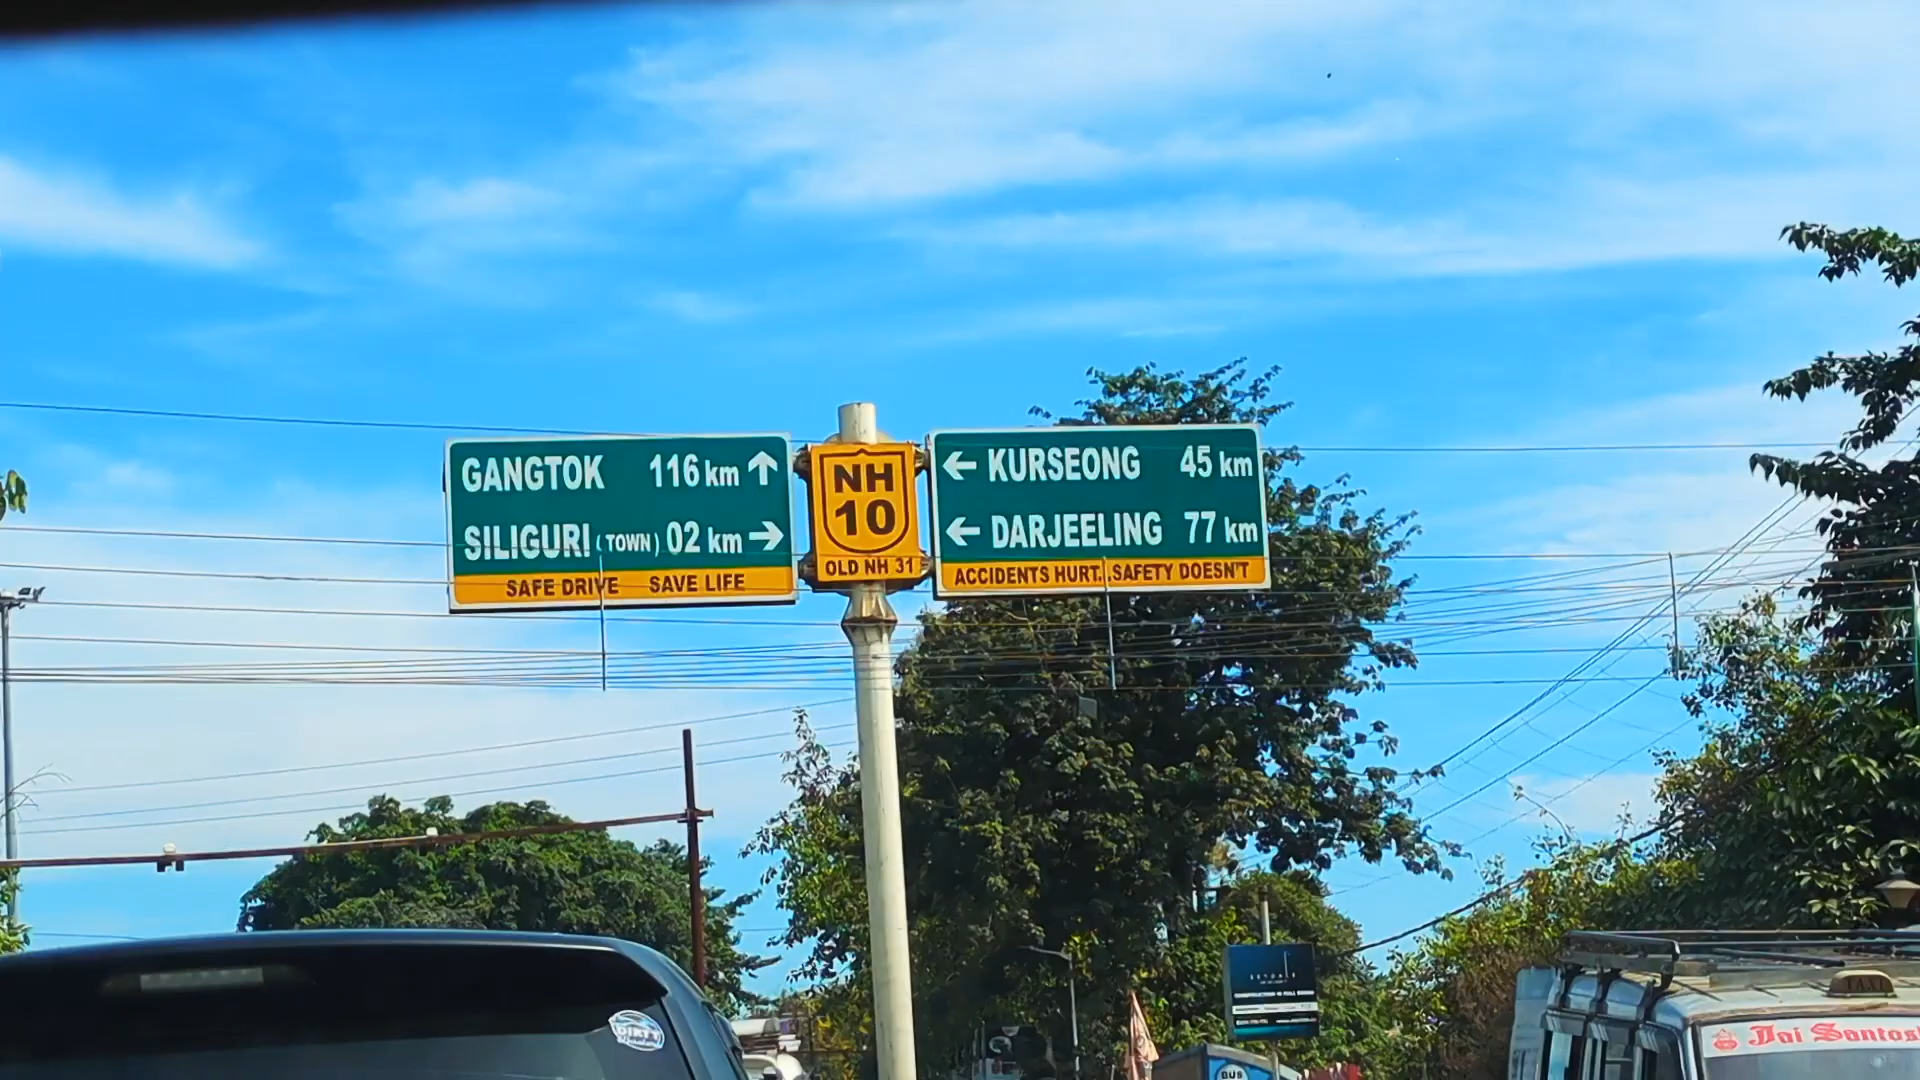 GANGTOK 116 km ↑
SILIGURI (TOWN) 02 km →
SAFE DRIVE SAVE LIFE
NH
10
OLD NH 31
← KURSEONG 45 km
← DARJEELING 77 km
ACCIDENTS HURT..SAFETY DOESN'T
DIRTY
BUS
TAXI
Jai Santos